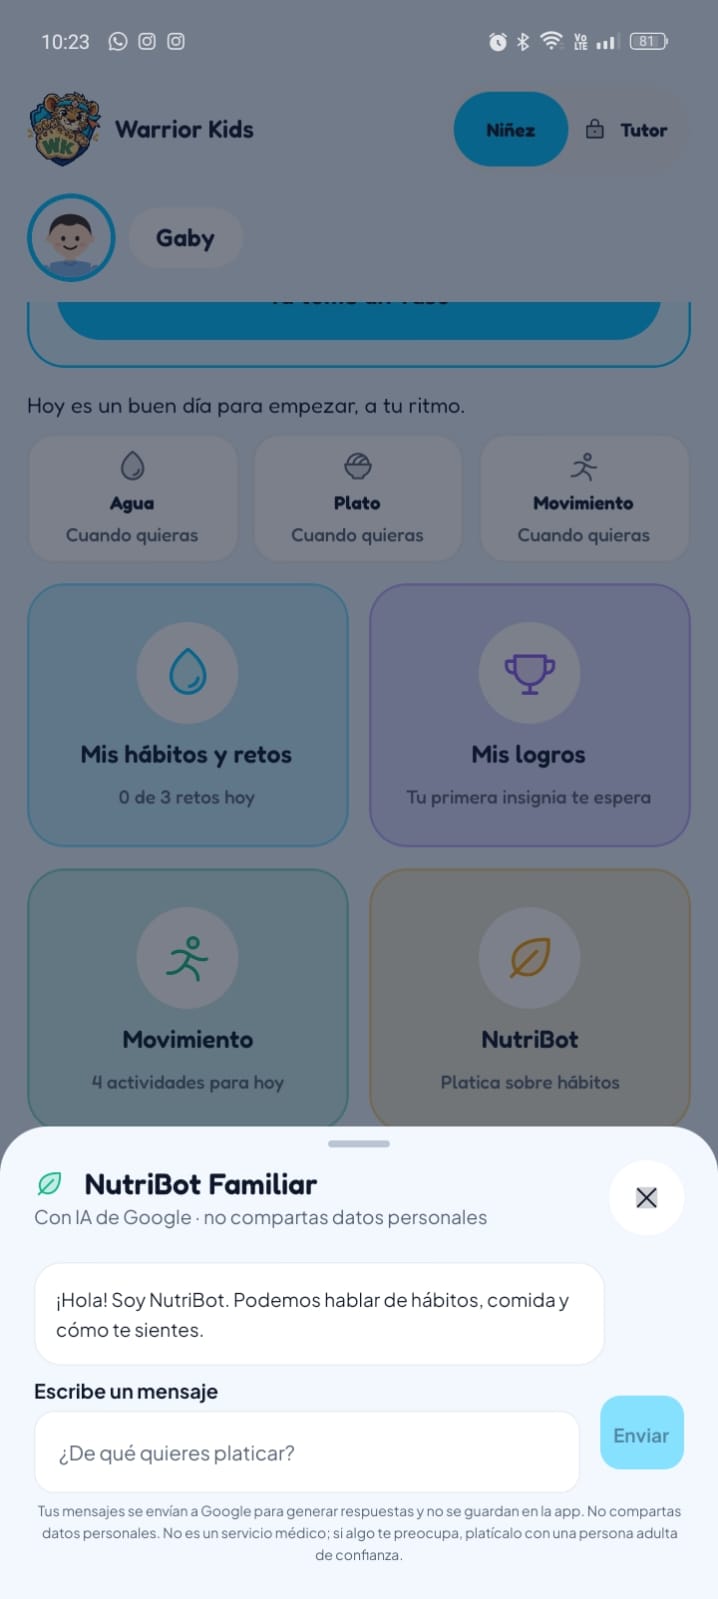 10:23
Vo
LTE
81
WK
Warrior Kids
Niñez
Tutor
Gaby
Hoy es un buen día para empezar, a tu ritmo.
Agua
Cuando quieras
Plato
Cuando quieras
Movimiento
Cuando quieras
Mis hábitos y retos
0 de 3 retos hoy
Mis logros
Tu primera insignia te espera
Movimiento
4 actividades para hoy
NutriBot
Platica sobre hábitos
NutriBot Familiar
Con IA de Google · no compartas datos personales
¡Hola! Soy NutriBot. Podemos hablar de hábitos, comida y
cómo te sientes.
Escribe un mensaje
¿De qué quieres platicar?
Enviar
Tus mensajes se envían a Google para generar respuestas y no se guardan en la app. No compartas
datos personales. No es un servicio médico; si algo te preocupa, platícalo con una persona adulta
de confianza.